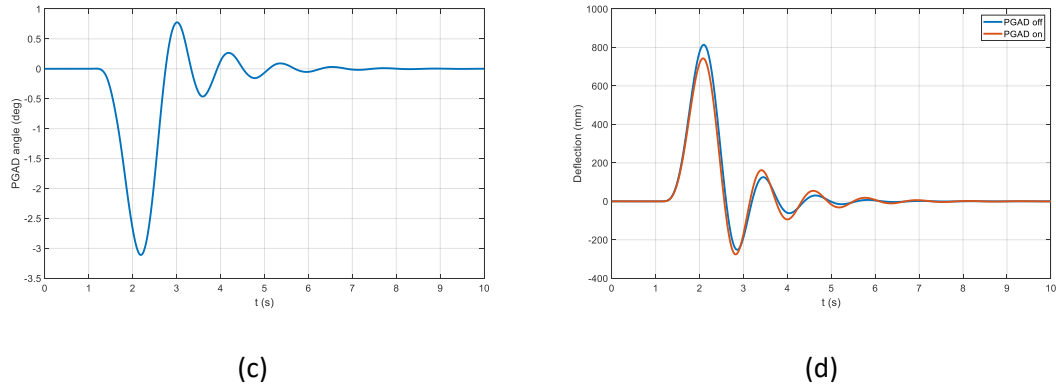 1
0.5
0
-0.5
-1
-1.5
-2
-2.5
-3
-3.5
PGAD angle (deg)
0 1 2 3 4 5 6 7 8 9 10
t (s)
(c)
1000
800
600
400
200
0
-200
-400
Deflection (mm)
PGAD off
PGAD on
0 1 2 3 4 5 6 7 8 9 10
t (s)
(d)